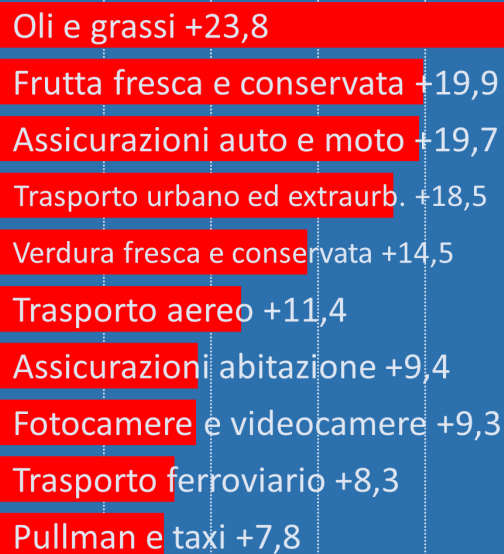 Oli e grassi +23,8
Frutta fresca e conservata +19,9
Assicurazioni auto e moto +19,7
Trasporto urbano ed extraurb. +18,5
Verdura fresca e conservata +14,5
Trasporto aereo +11,4
Assicurazioni abitazione +9,4
Fotocamere e videocamere +9,3
Trasporto ferroviario +8,3
Pullman e taxi +7,8